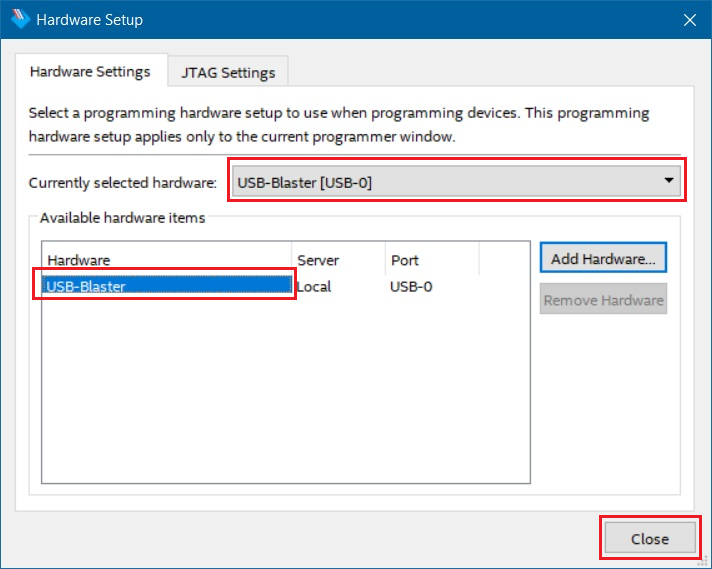 Hardware Setup
Hardware Settings
JTAG Settings
Select a programming hardware setup to use when programming devices. This programming
hardware setup applies only to the current programmer window.
Currently selected hardware:
USB-Blaster [USB-0]
Available hardware items
Hardware Server Port
USB-Blaster Local USB-0
Add Hardware...
Remove Hardware
Close